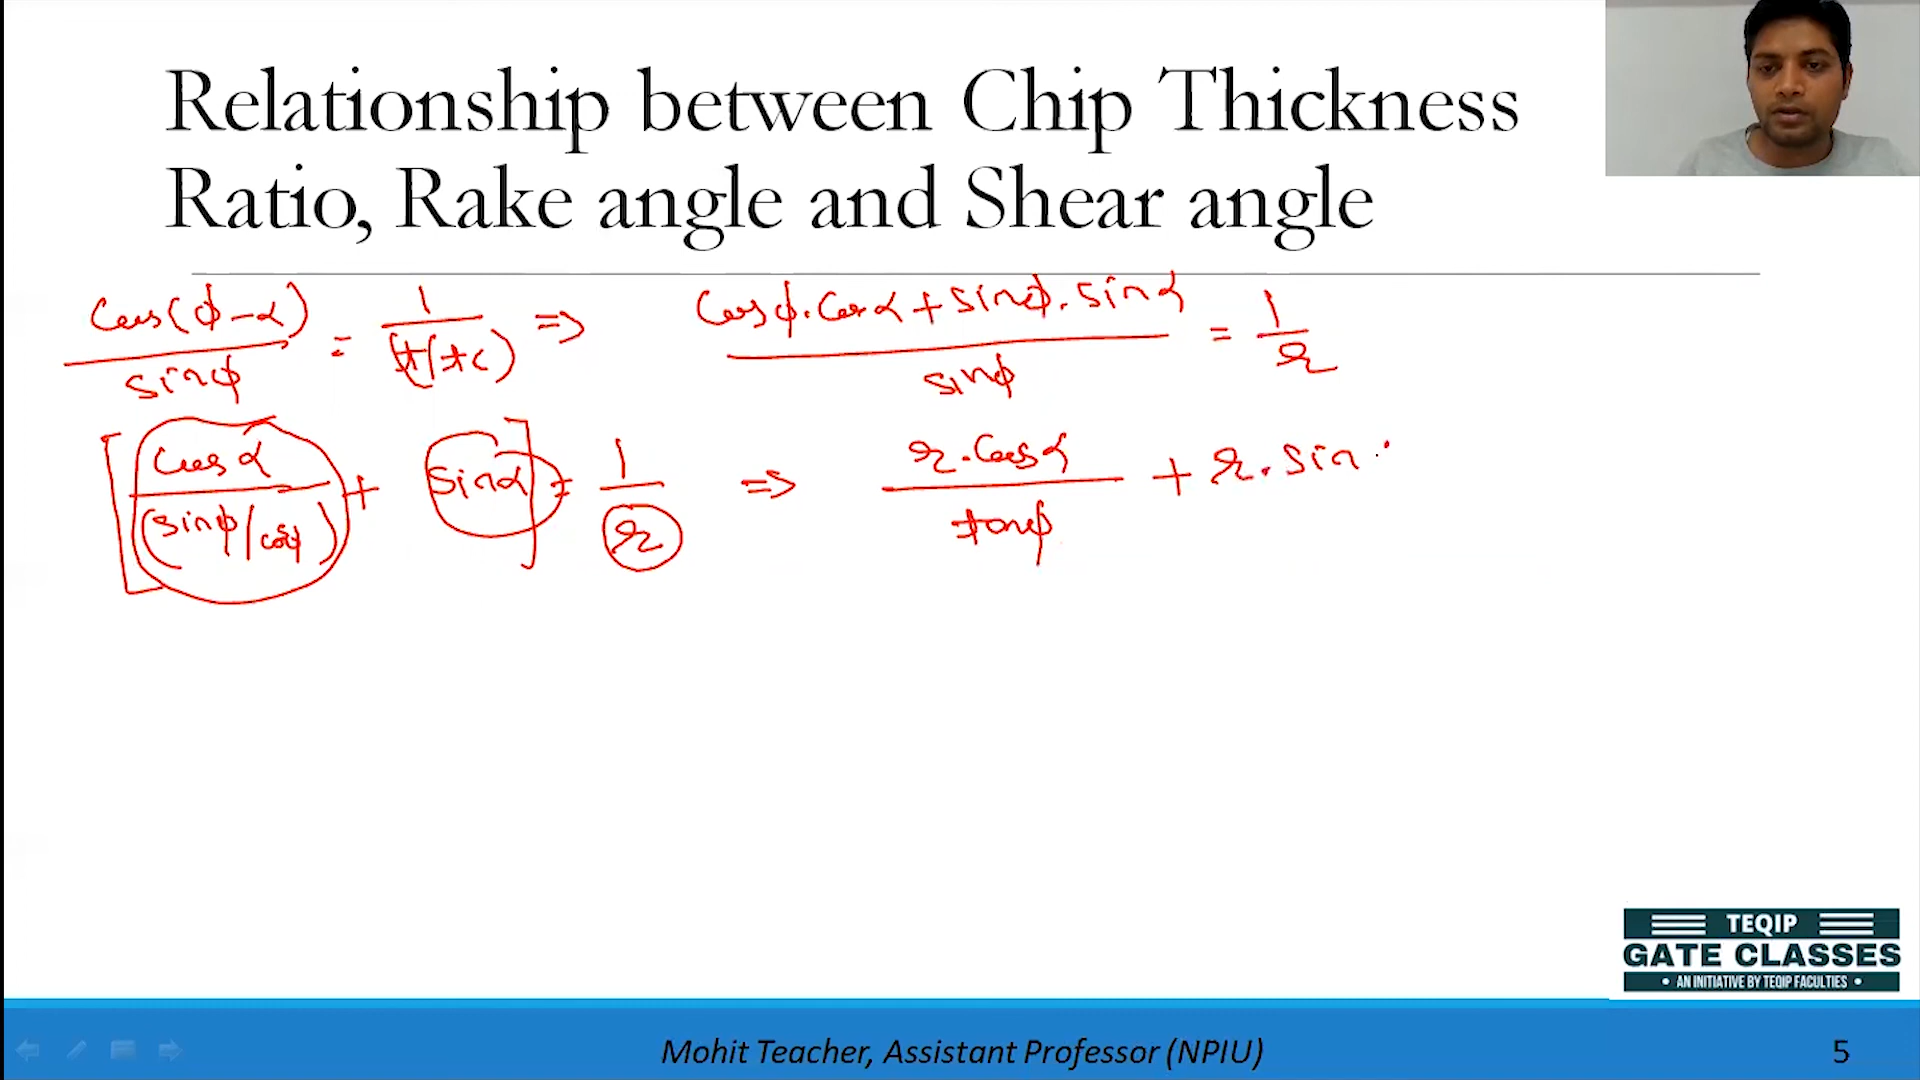 Relationship between Chip Thickness
Ratio, Rake angle and Shear angle
cos(ϕ-α)/sinϕ = 1/(t/tc) => (cosϕ.cosα+sinϕ.sinα)/sinϕ = 1/r
[cosα/(sinϕ/cosϕ) + sinα] = 1/r => r.cosα/tanϕ + r.sin
TEQIP
GATE CLASSES
• AN INITIATIVE BY TEQIP FACULTIES •
Mohit Teacher, Assistant Professor (NPIU)
5